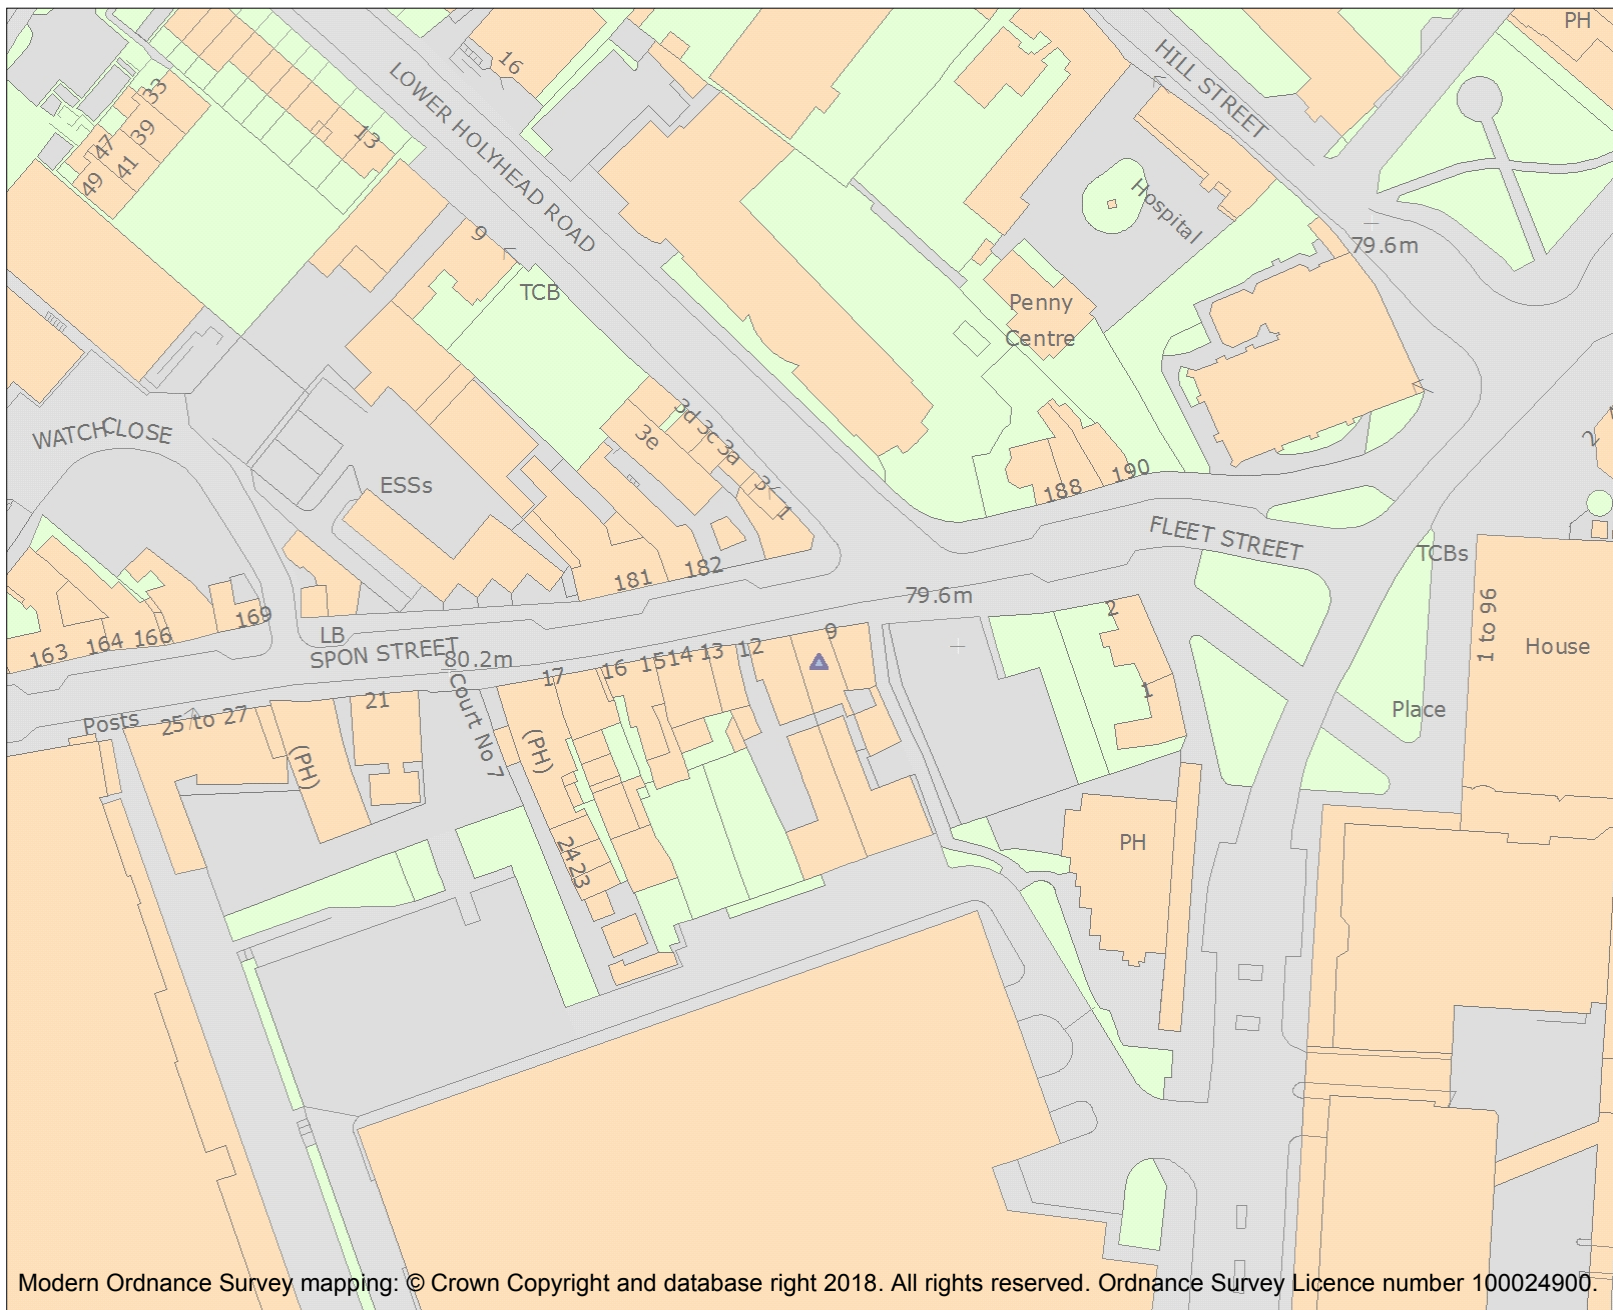 PH
HILL STREET
16
LOWER HOLYHEAD ROAD
33
39
47
41
49
13
Hospital
9
79.6m
TCB
Penny
Centre
3d 3c 3a
3e
3
1
WATCH CLOSE
ESSs
188
190
2
FLEET STREET
TCBs
181
182
79.6m
2
1 to 96
163
164
166
169
LB
SPON STREET
80.2m
House
9
12
13
14
15
16
17
Court No 7
21
25 to 27
Posts
1
Place
(PH)
(PH)
PH
24
23
Modern Ordnance Survey mapping: © Crown Copyright and database right 2018. All rights reserved. Ordnance Survey Licence number 100024900.